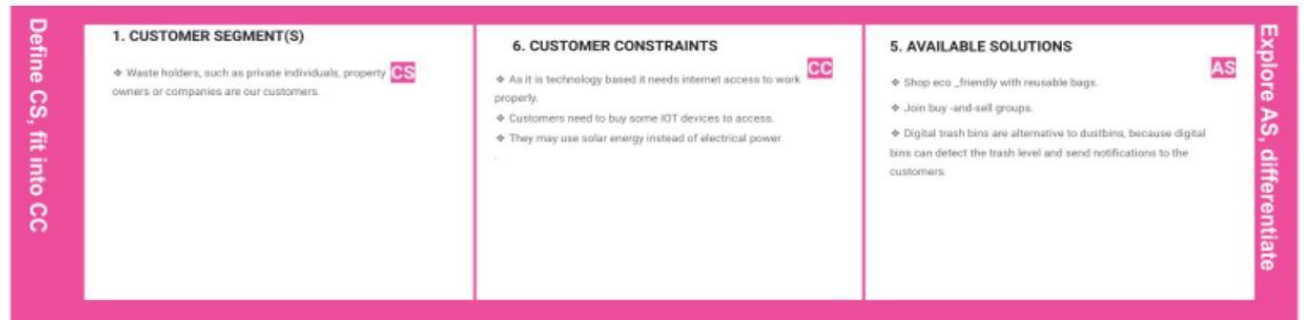 Define CS, fit into CC
1. CUSTOMER SEGMENT(S)
❖ Waste holders, such as private individuals, property
owners or companies are our customers.
CS
6. CUSTOMER CONSTRAINTS
CC
❖ As it is technology based it needs internet access to work
properly.
❖ Customers need to buy some IOT devices to access.
❖ They may use solar energy instead of electrical power.
.
5. AVAILABLE SOLUTIONS
AS
❖ Shop eco _friendly with reusable bags.
❖ Join buy -and-sell groups.
❖ Digital trash bins are alternative to dustbins, because digital
bins can detect the trash level and send notifications to the
customers.
Explore AS, differentiate